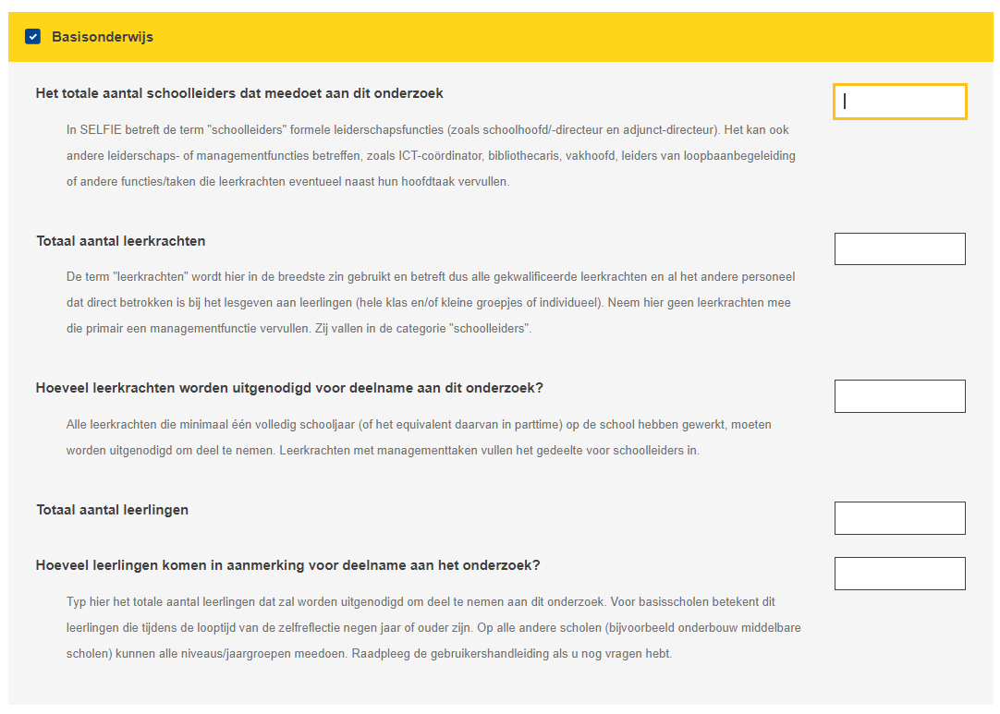 Basisonderwijs
Het totale aantal schoolleiders dat meedoet aan dit onderzoek
In SELFIE betreft de term "schoolleiders" formele leiderschapsfuncties (zoals schoolhoofd/-directeur en adjunct-directeur). Het kan ook
andere leiderschaps- of managementfuncties betreffen, zoals ICT-coördinator, bibliothecaris, vakhoofd, leiders van loopbaanbegeleiding
of andere functies/taken die leerkrachten eventueel naast hun hoofdtaak vervullen.
Totaal aantal leerkrachten
De term "leerkrachten" wordt hier in de breedste zin gebruikt en betreft dus alle gekwalificeerde leerkrachten en al het andere personeel
dat direct betrokken is bij het lesgeven aan leerlingen (hele klas en/of kleine groepjes of individueel). Neem hier geen leerkrachten mee
die primair een managementfunctie vervullen. Zij vallen in de categorie "schoolleiders".
Hoeveel leerkrachten worden uitgenodigd voor deelname aan dit onderzoek?
Alle leerkrachten die minimaal één volledig schooljaar (of het equivalent daarvan in parttime) op de school hebben gewerkt, moeten
worden uitgenodigd om deel te nemen. Leerkrachten met managementtaken vullen het gedeelte voor schoolleiders in.
Totaal aantal leerlingen
Hoeveel leerlingen komen in aanmerking voor deelname aan het onderzoek?
Typ hier het totale aantal leerlingen dat zal worden uitgenodigd om deel te nemen aan dit onderzoek. Voor basisscholen betekent dit
leerlingen die tijdens de looptijd van de zelfreflectie negen jaar of ouder zijn. Op alle andere scholen (bijvoorbeeld onderbouw middelbare
scholen) kunnen alle niveaus/jaargroepen meedoen. Raadpleeg de gebruikershandleiding als u nog vragen hebt.